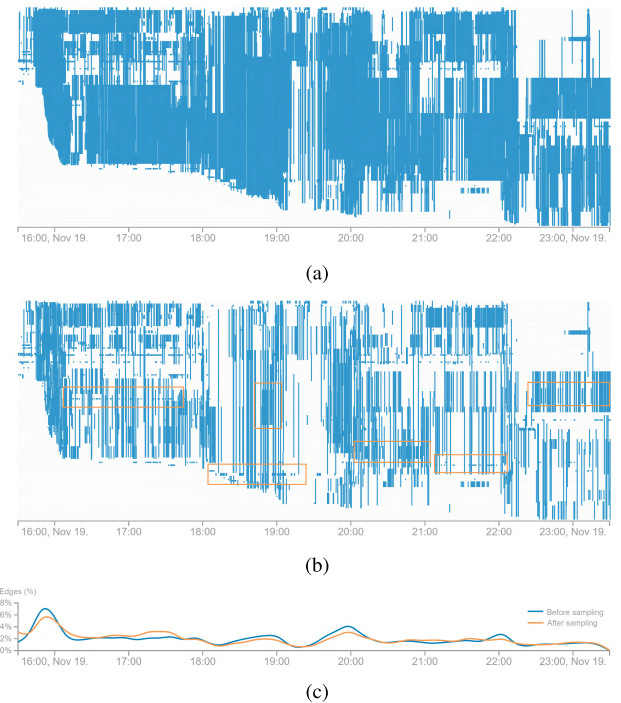 16:00, Nov 19. 17:00 18:00 19:00 20:00 21:00 22:00 23:00, Nov 19.
(a)
16:00, Nov 19. 17:00 18:00 19:00 20:00 21:00 22:00 23:00, Nov 19.
(b)
Edges (%)
8%
6%
4%
2%
0%
Before sampling
After sampling
16:00, Nov 19. 17:00 18:00 19:00 20:00 21:00 22:00 23:00, Nov 19.
(c)